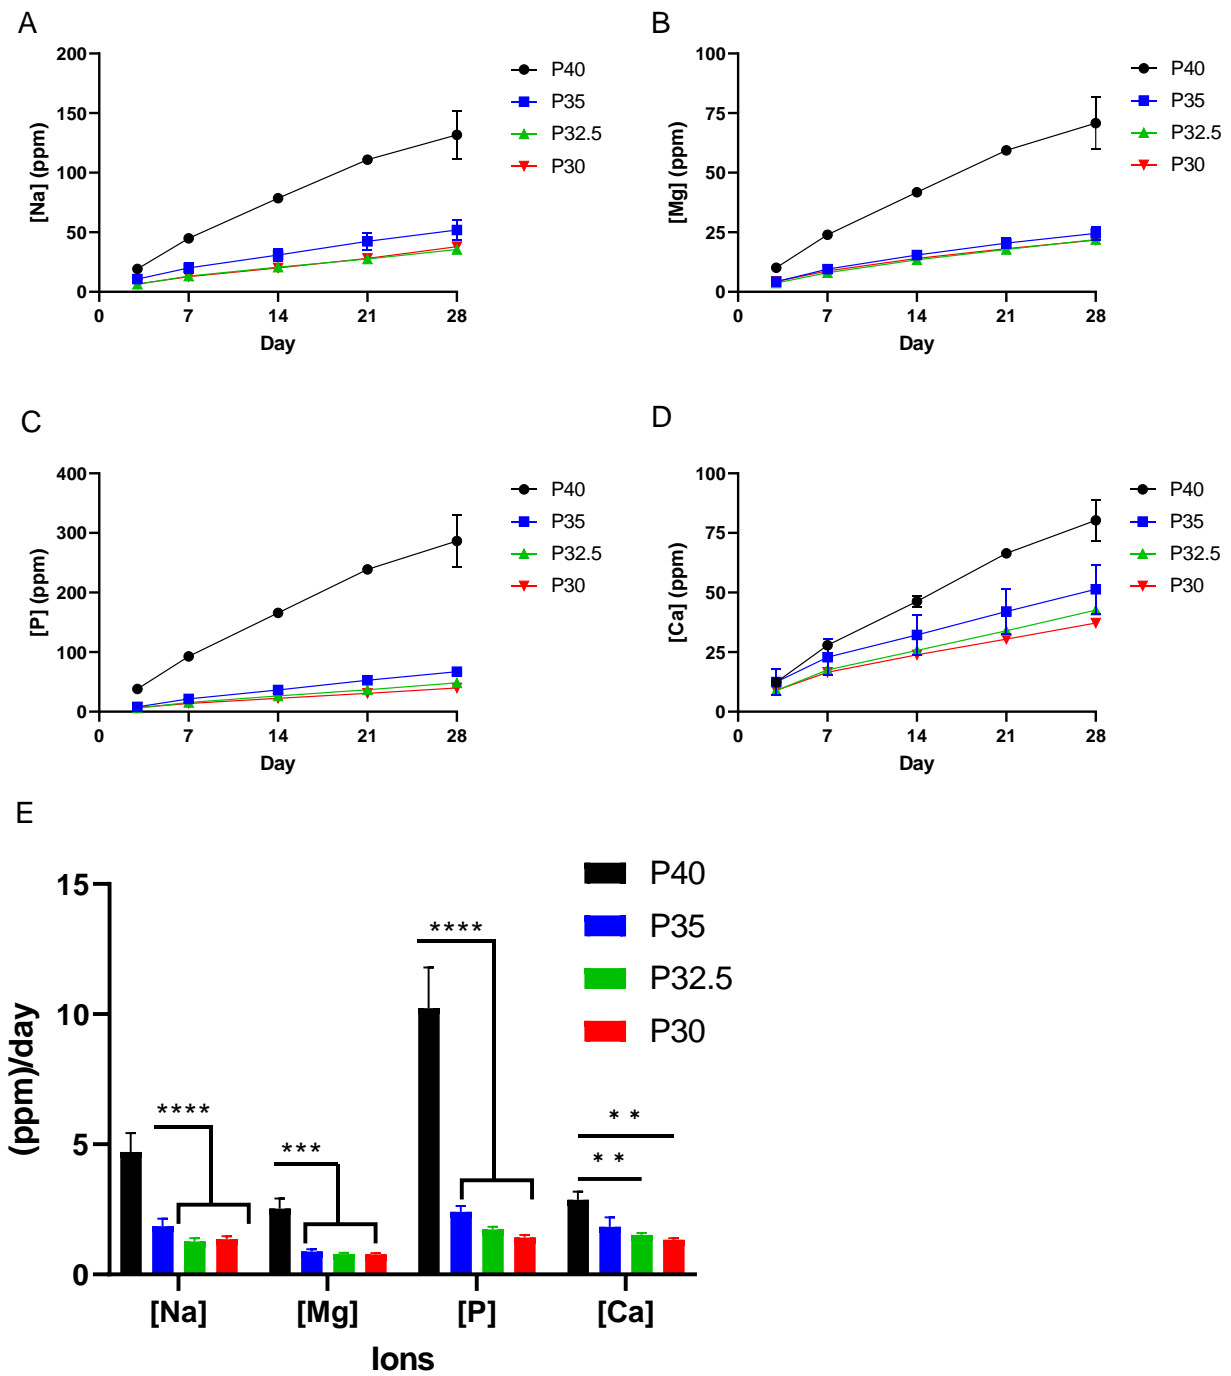 A
200
150
100
50
0
[Na] (ppm)
0 7 14 21 28
Day
P40
P35
P32.5
P30
B
100
75
50
25
0
[Mg] (ppm)
0 7 14 21 28
Day
P40
P35
P32.5
P30
C
400
300
200
100
0
[P] (ppm)
0 7 14 21 28
Day
P40
P35
P32.5
P30
D
100
75
50
25
0
[Ca] (ppm)
0 7 14 21 28
Day
P40
P35
P32.5
P30
E
15
10
5
0
(ppm)/day
****
***
****
* *
* *
[Na] [Mg] [P] [Ca]
Ions
P40
P35
P32.5
P30